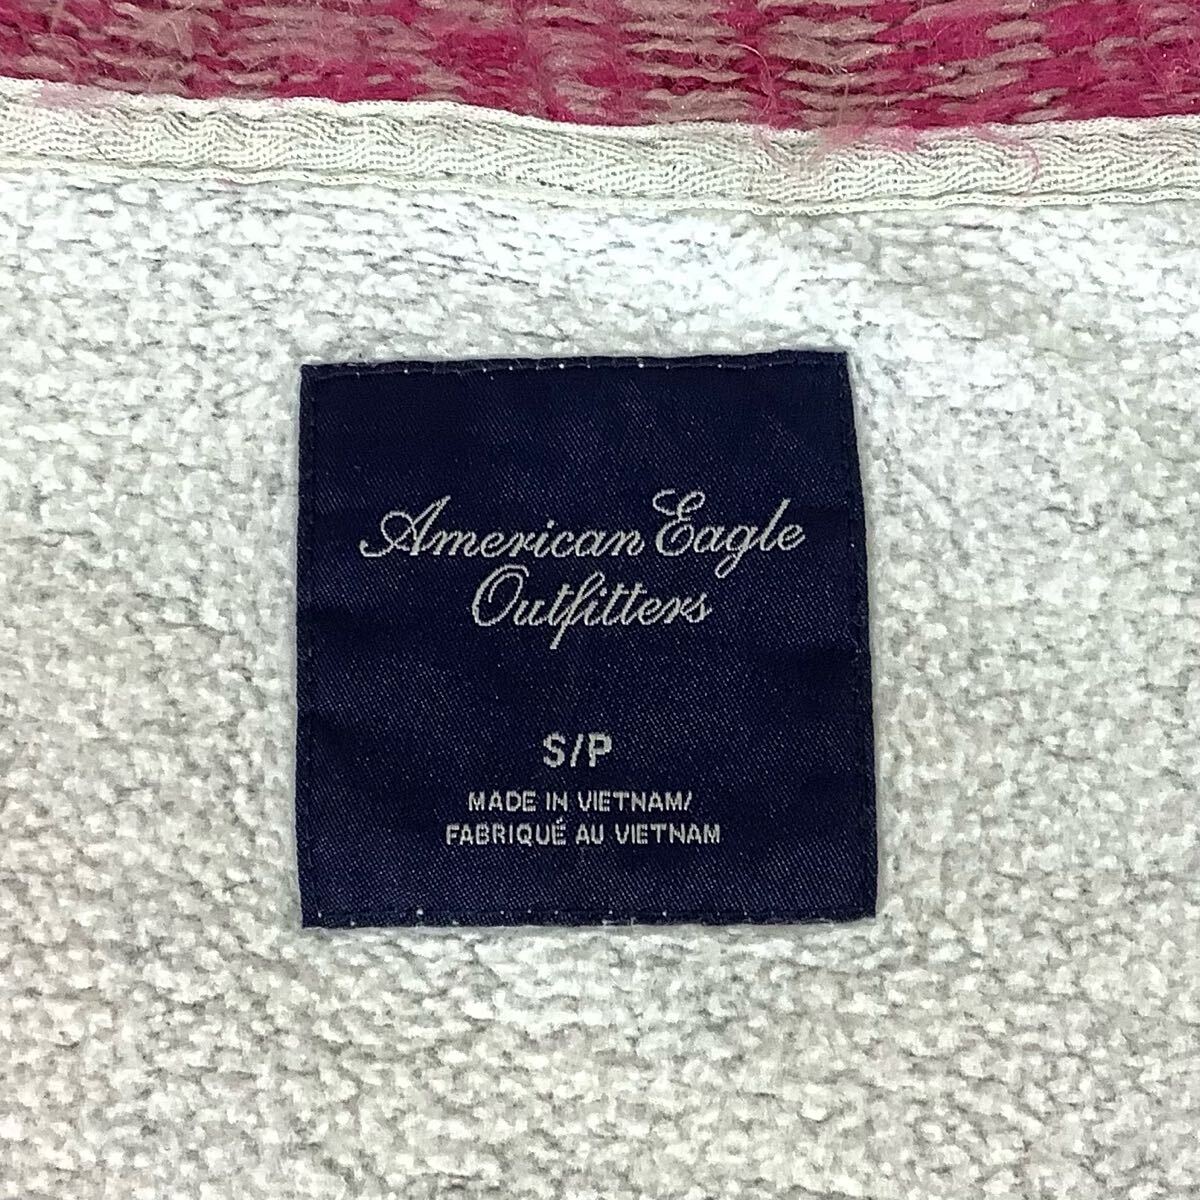 American Eagle
Outfitters
S/P
MADE IN VIETNAM/
FABRIQUÉ AU VIETNAM